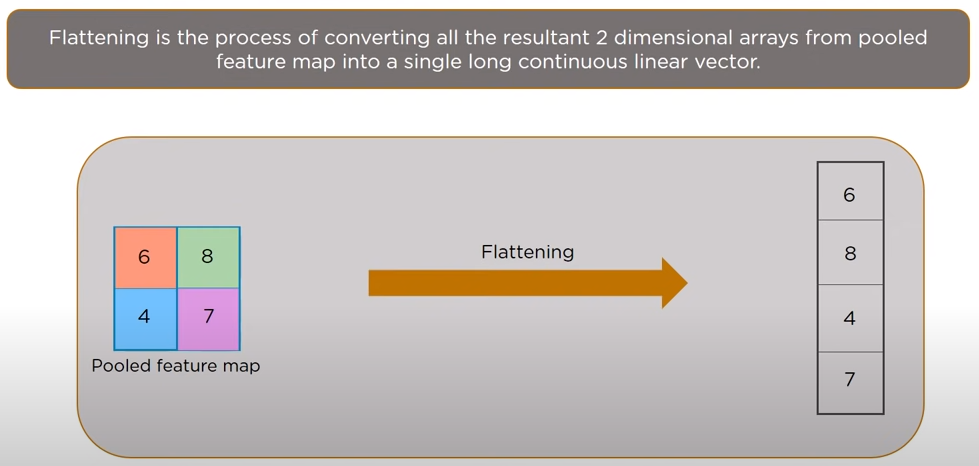 Flattening is the process of converting all the resultant 2 dimensional arrays from pooled
feature map into a single long continuous linear vector.
6 8
4 7
Pooled feature map
Flattening
6
8
4
7